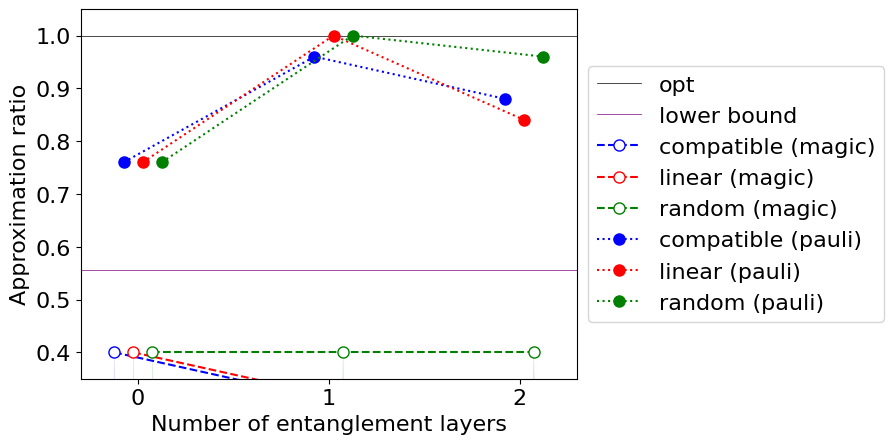 1.0
0.9
0.8
0.7
0.6
0.5
0.4
Approximation ratio
0 1 2
Number of entanglement layers
opt
lower bound
compatible (magic)
linear (magic)
random (magic)
compatible (pauli)
linear (pauli)
random (pauli)